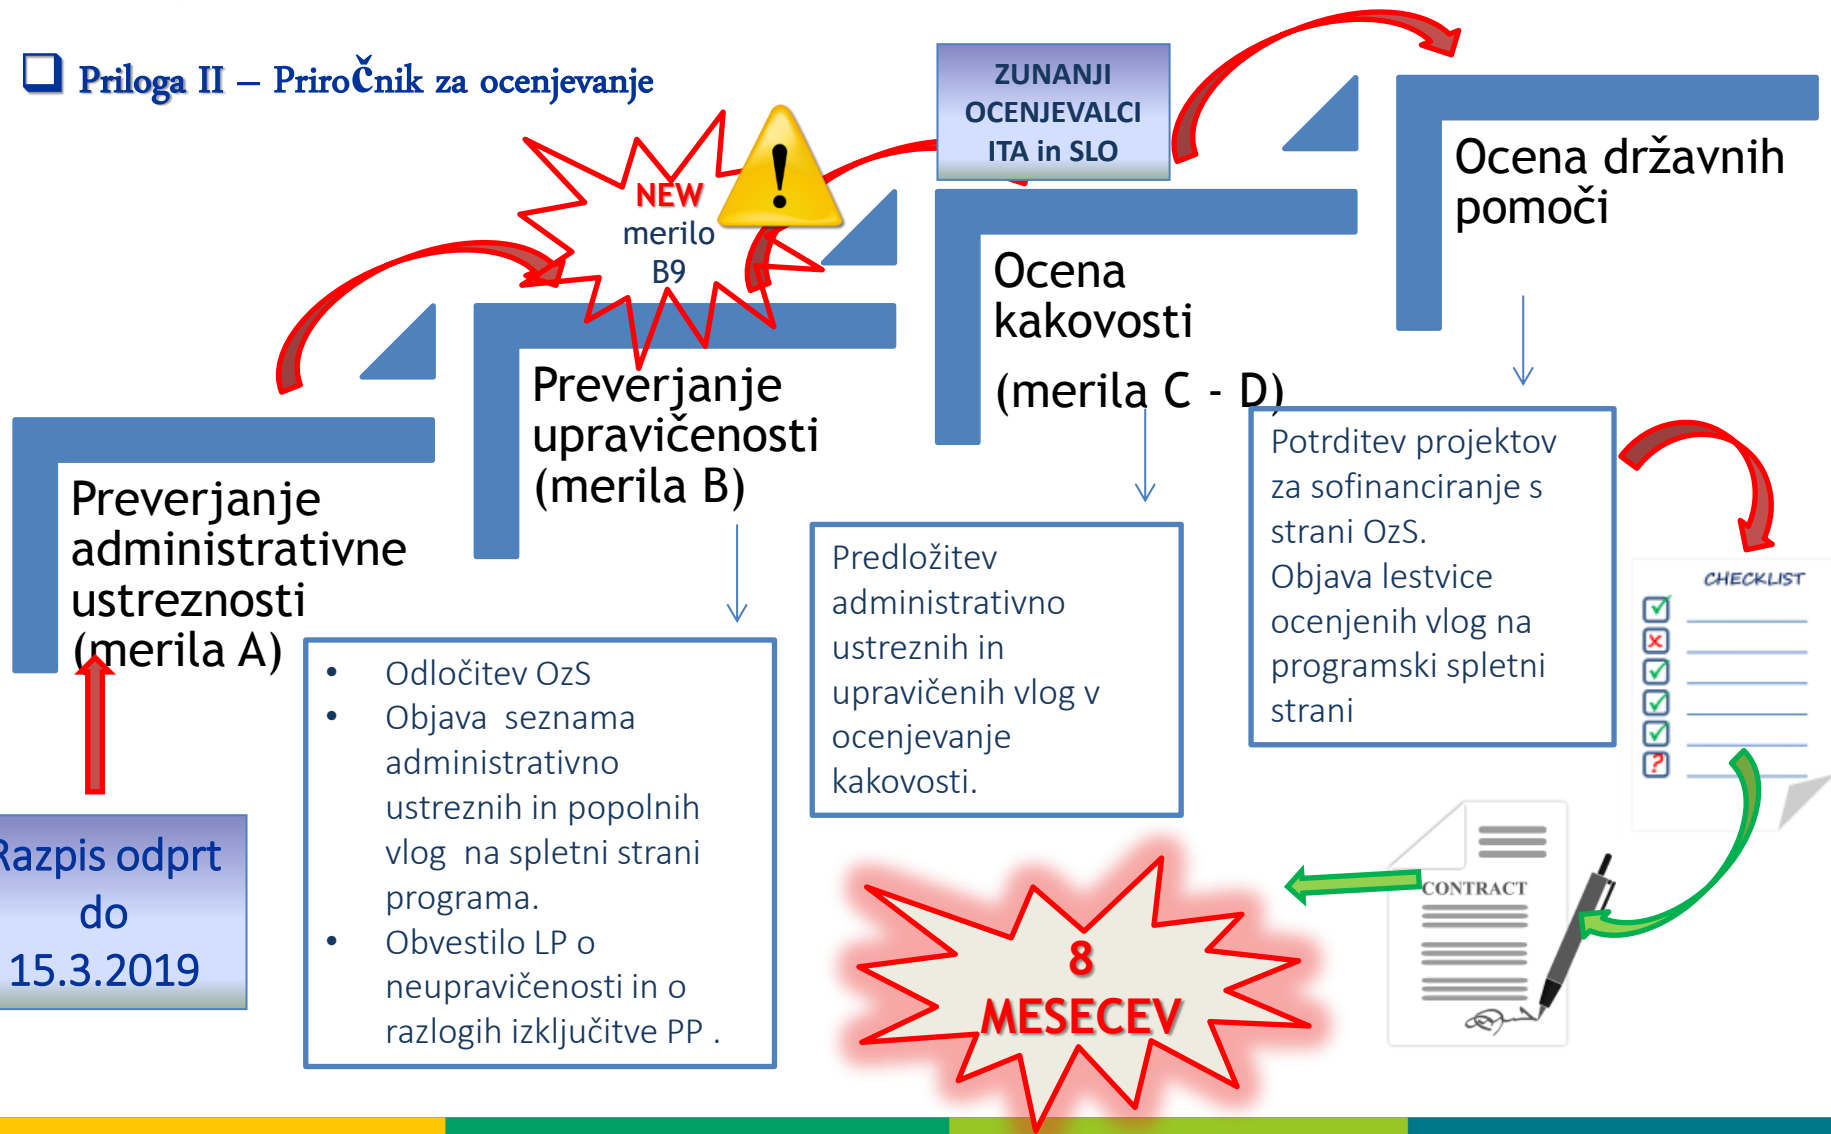 Priloga II – Priročnik za ocenjevanje
ZUNANJI
OCENJEVALCI
ITA in SLO
NEW
merilo
B9
Ocena državnih
pomoči
Ocena
kakovosti
(merila C - D)
Preverjanje
upravičenosti
(merila B)
Preverjanje
administrativne
ustreznosti
(merila A)
Razpis odprt
do
15.3.2019
• Odločitev OzS
• Objava seznama
administrativno
ustreznih in popolnih
vlog na spletni strani
programa.
• Obvestilo LP o
neupravičenosti in o
razlogih izključitve PP .
Predložitev
administrativno
ustreznih in
upravičenih vlog v
ocenjevanje
kakovosti.
Potrditev projektov
za sofinanciranje s
strani OzS.
Objava lestvice
ocenjenih vlog na
programski spletni
strani
CHECKLIST
CONTRACT
8
MESECEV